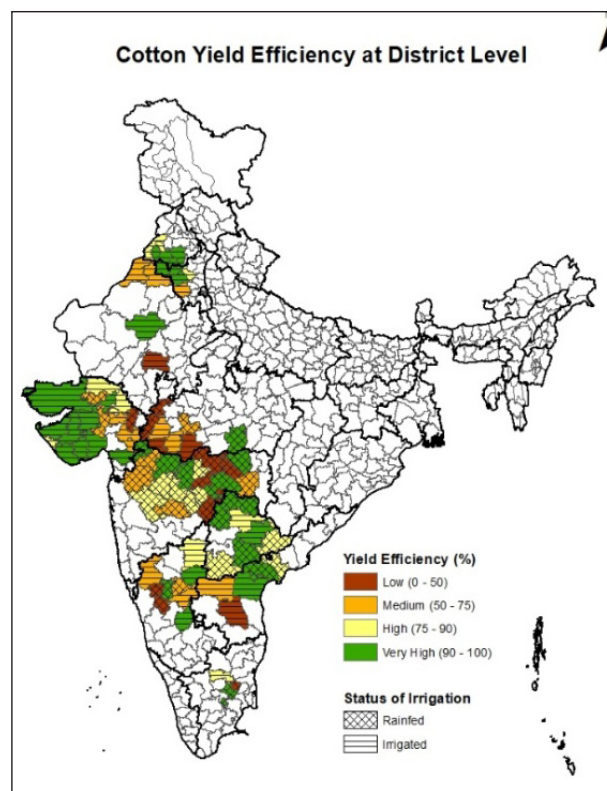 Cotton Yield Efficiency at District Level
Yield Efficiency (%)
Low (0 - 50)
Medium (50 - 75)
High (75 - 90)
Very High (90 - 100)
Status of Irrigation
Rainfed
Irrigated